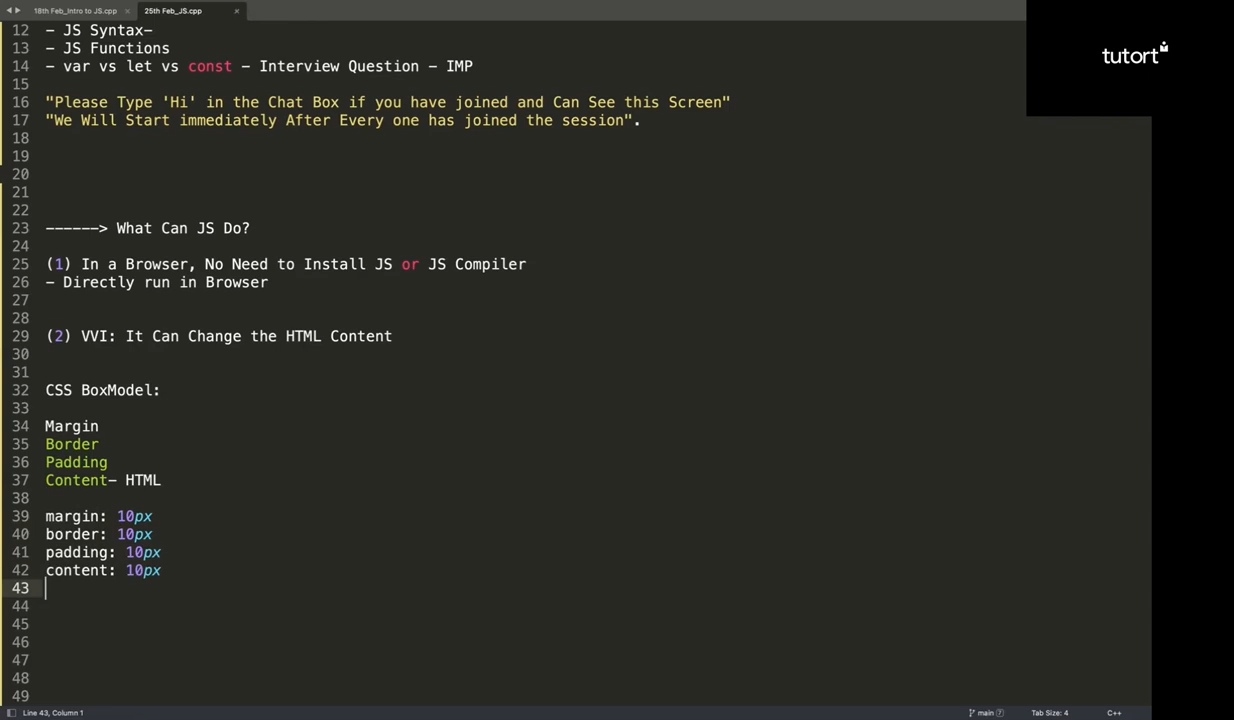 18th Feb_Intro to JS.cpp × 25th Feb_JS.cpp ×
tutort
12 - JS Syntax-
13 - JS Functions
14 - var vs let vs const - Interview Question - IMP
15
16 "Please Type 'Hi' in the Chat Box if you have joined and Can See this Screen"
17 "We Will Start immediately After Every one has joined the session".
18
19
20
21
22
23 ------> What Can JS Do?
24
25 (1) In a Browser, No Need to Install JS or JS Compiler
26 - Directly run in Browser
27
28
29 (2) VVI: It Can Change the HTML Content
30
31
32 CSS BoxModel:
33
34 Margin
35 Border
36 Padding
37 Content- HTML
38
39 margin: 10px
40 border: 10px
41 padding: 10px
42 content: 10px
43
44
45
46
47
48
49
Line 43, Column 1 main 7 Tab Size: 4 C++